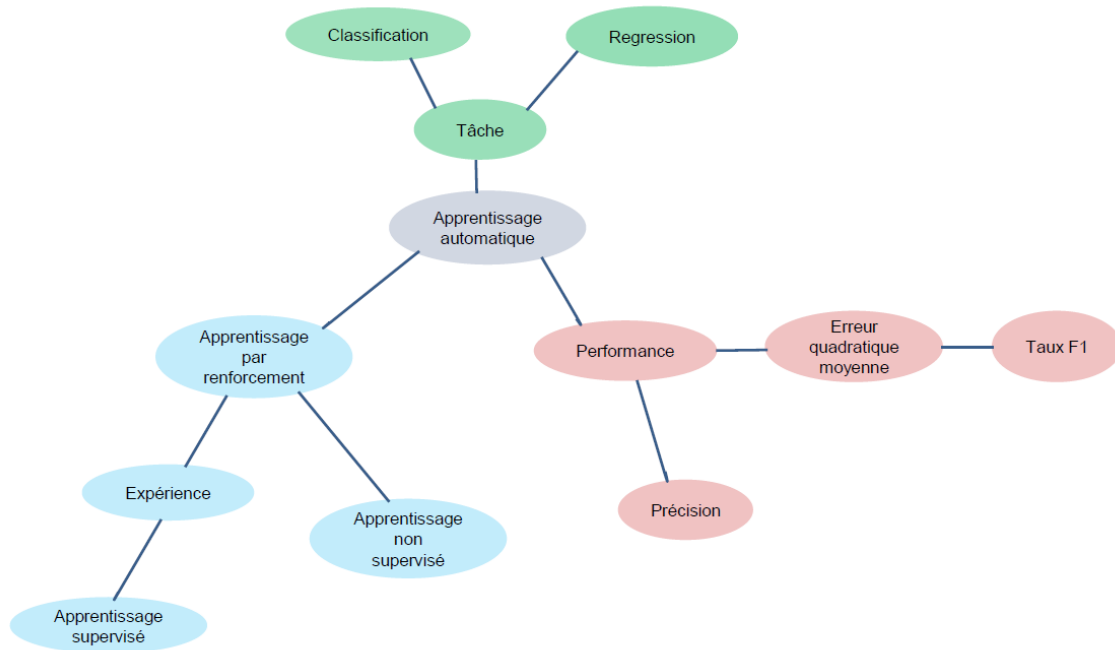 Classification
Regression
Tâche
Apprentissage
automatique
Apprentissage
par
renforcement
Performance
Erreur
quadratique
moyenne
Taux F1
Expérience
Apprentissage
non
supervisé
Précision
Apprentissage
supervisé